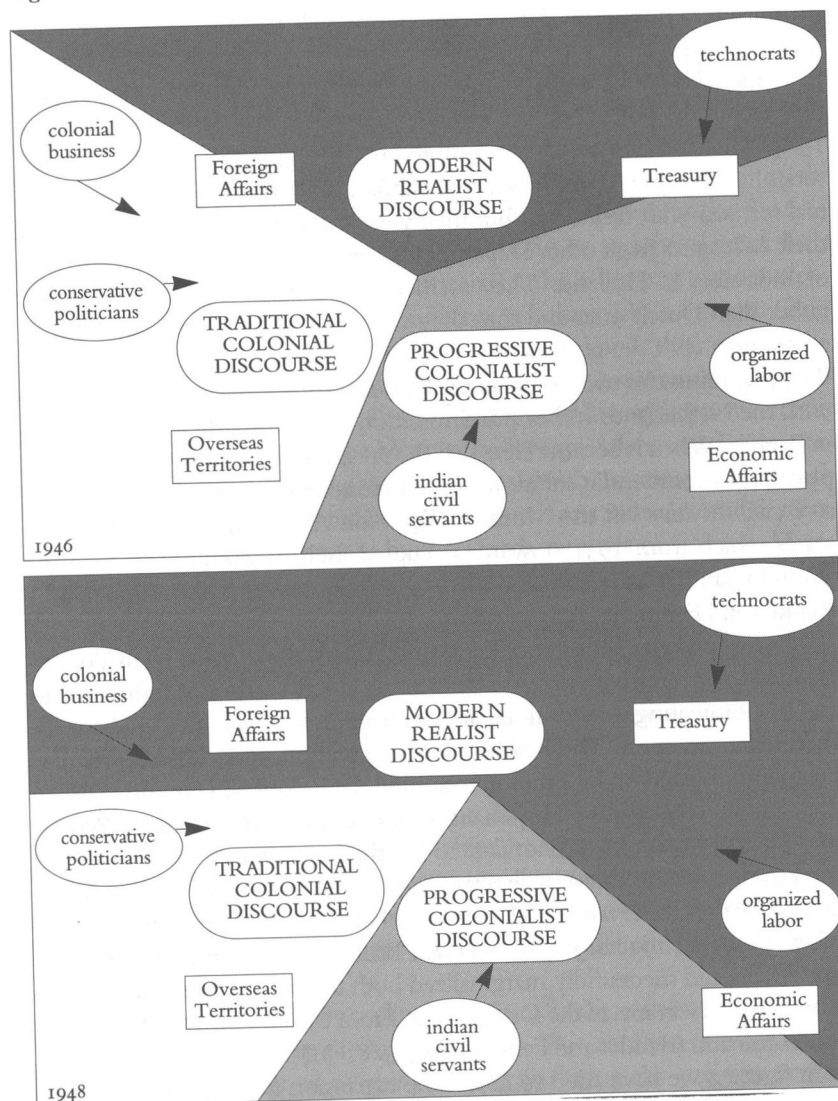 technocrats
colonial
business
Foreign
Affairs
MODERN
REALIST
DISCOURSE
Treasury
conservative
politicians
TRADITIONAL
COLONIAL
DISCOURSE
PROGRESSIVE
COLONIALIST
DISCOURSE
organized
labor
Overseas
Territories
indian
civil
servants
Economic
Affairs
1946
technocrats
colonial
business
Foreign
Affairs
MODERN
REALIST
DISCOURSE
Treasury
conservative
politicians
TRADITIONAL
COLONIAL
DISCOURSE
PROGRESSIVE
COLONIALIST
DISCOURSE
organized
labor
Overseas
Territories
indian
civil
servants
Economic
Affairs
1948